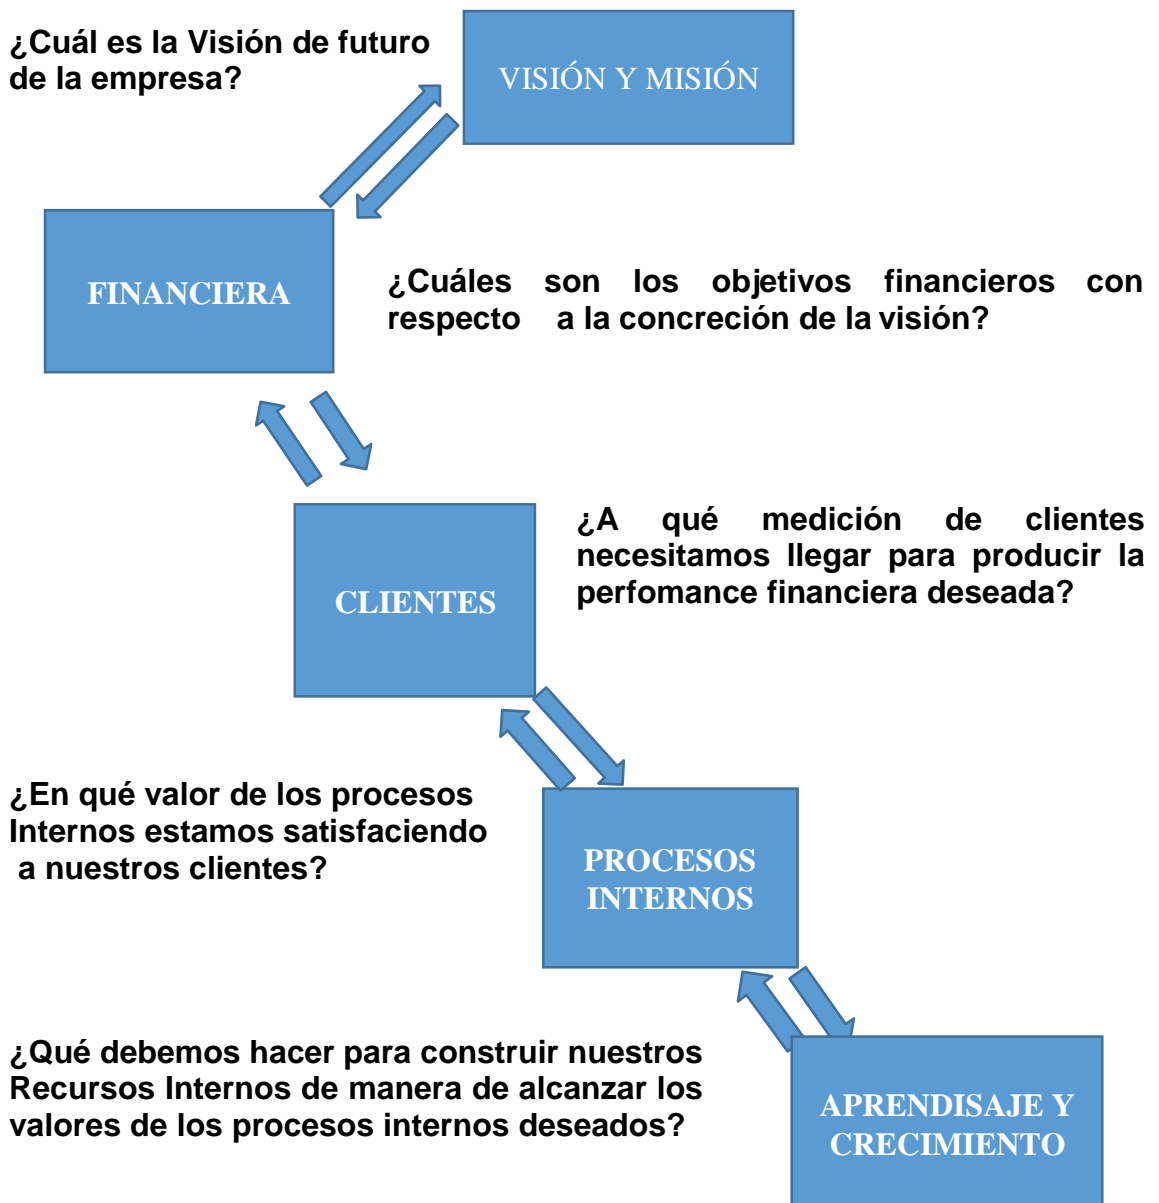 ¿Cuál es la Visión de futuro
de la empresa?
VISIÓN Y MISIÓN
FINANCIERA
¿Cuáles son los objetivos financieros con
respecto a la concreción de la visión?
¿A qué medición de clientes
necesitamos llegar para producir la
perfomance financiera deseada?
CLIENTES
¿En qué valor de los procesos
Internos estamos satisfaciendo
a nuestros clientes?
PROCESOS
INTERNOS
¿Qué debemos hacer para construir nuestros
Recursos Internos de manera de alcanzar los
valores de los procesos internos deseados?
APRENDISAJE Y
CRECIMIENTO